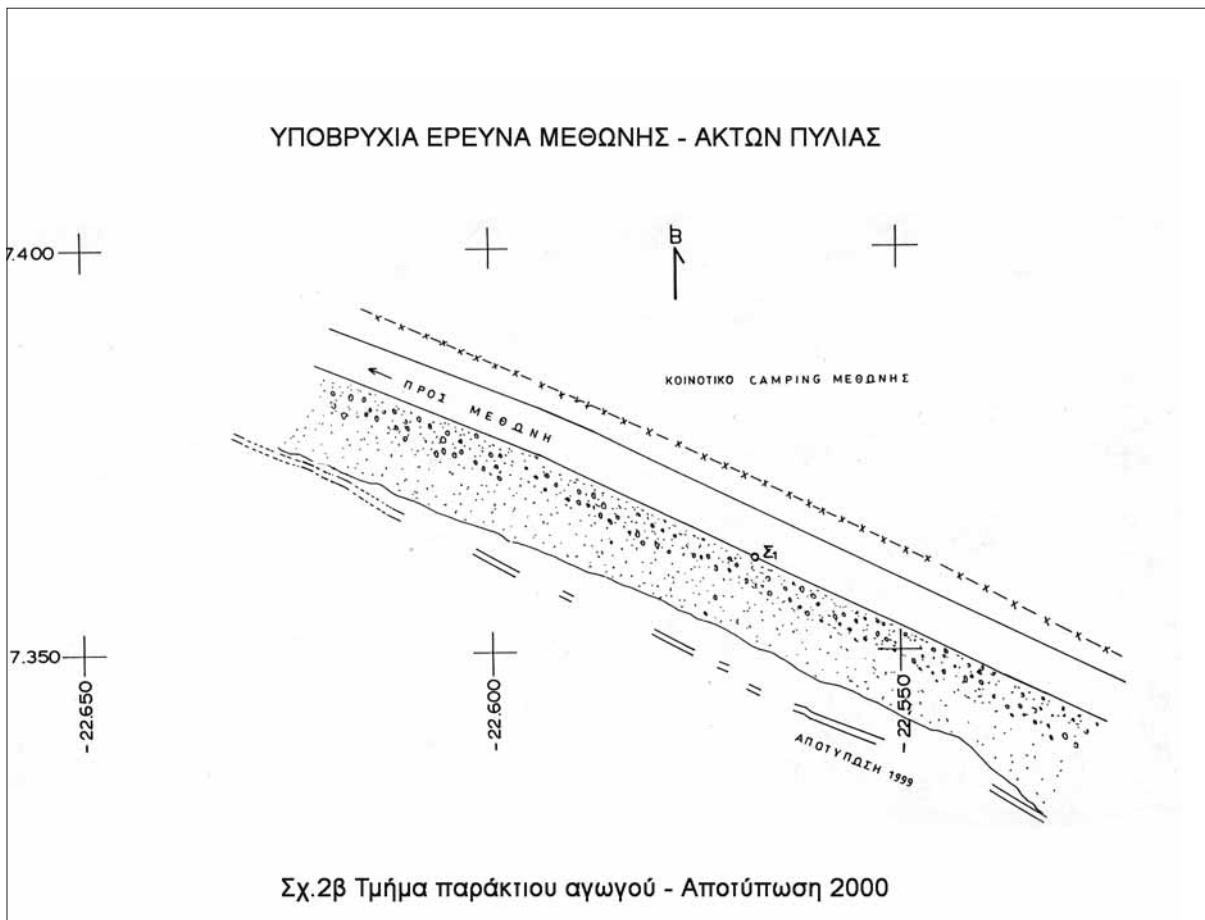 ΥΠΟΒΡΥΧΙΑ ΕΡΕΥΝΑ ΜΕΘΩΝΗΣ - ΑΚΤΩΝ ΠΥΛΙΑΣ
7.400
Β
ΚΟΙΝΟΤΙΚΟ CAMPING ΜΕΘΩΝΗΣ
ΠΡΟΣ ΜΕΘΩΝΗ
Σ1
7.350
-22.650
-22.600
-22.550
ΑΠΟΤΥΠΩΣΗ 1999
Σχ.2β Τμήμα παράκτιου αγωγού - Αποτύπωση 2000